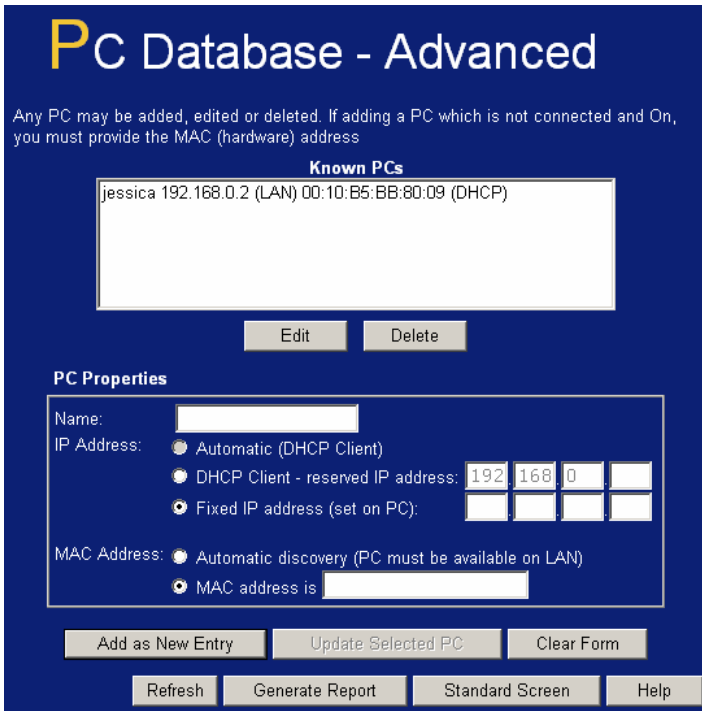 PC Database - Advanced
Any PC may be added, edited or deleted. If adding a PC which is not connected and On,
you must provide the MAC (hardware) address
Known PCs
jessica 192.168.0.2 (LAN) 00:10:B5:BB:80:09 (DHCP)
Edit Delete
PC Properties
Name:
IP Address: Automatic (DHCP Client)
DHCP Client - reserved IP address: 192 . 168 . 0 .
Fixed IP address (set on PC): . . .
MAC Address: Automatic discovery (PC must be available on LAN)
MAC address is
Add as New Entry Update Selected PC Clear Form
Refresh Generate Report Standard Screen Help